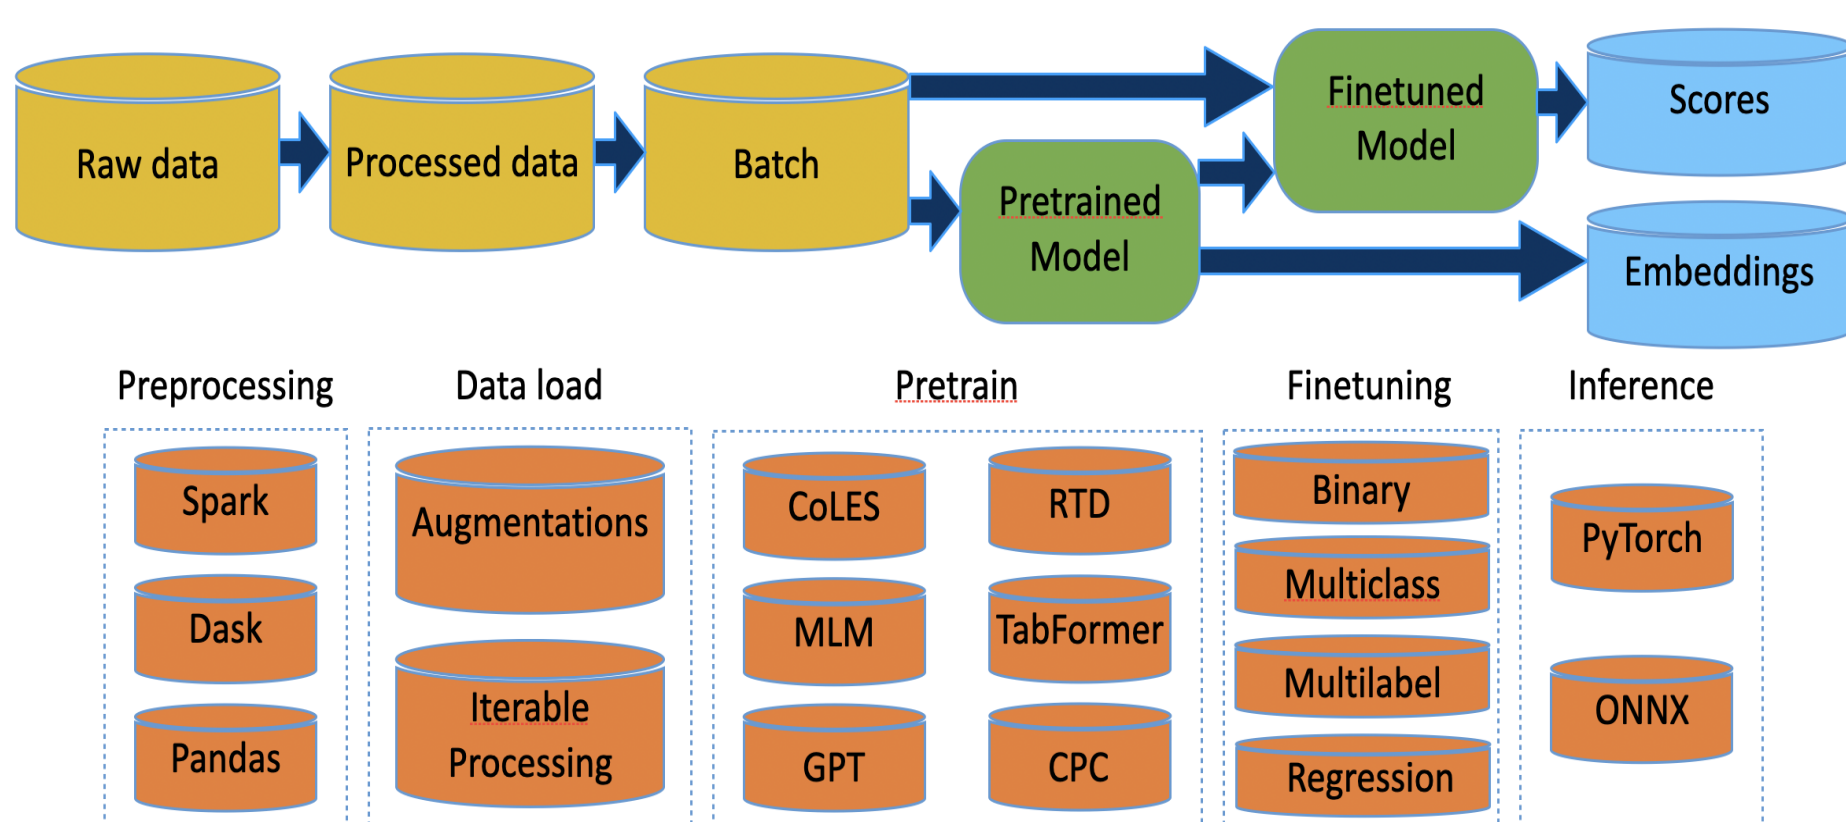 Raw data
Processed data
Batch
Pretrained
Model
Finetuned
Model
Scores
Embeddings
Preprocessing
Data load
Pretrain
Finetuning
Inference
Spark
Dask
Pandas
Augmentations
Iterable
Processing
CoLES
RTD
MLM
TabFormer
GPT
CPC
Binary
Multiclass
Multilabel
Regression
PyTorch
ONNX